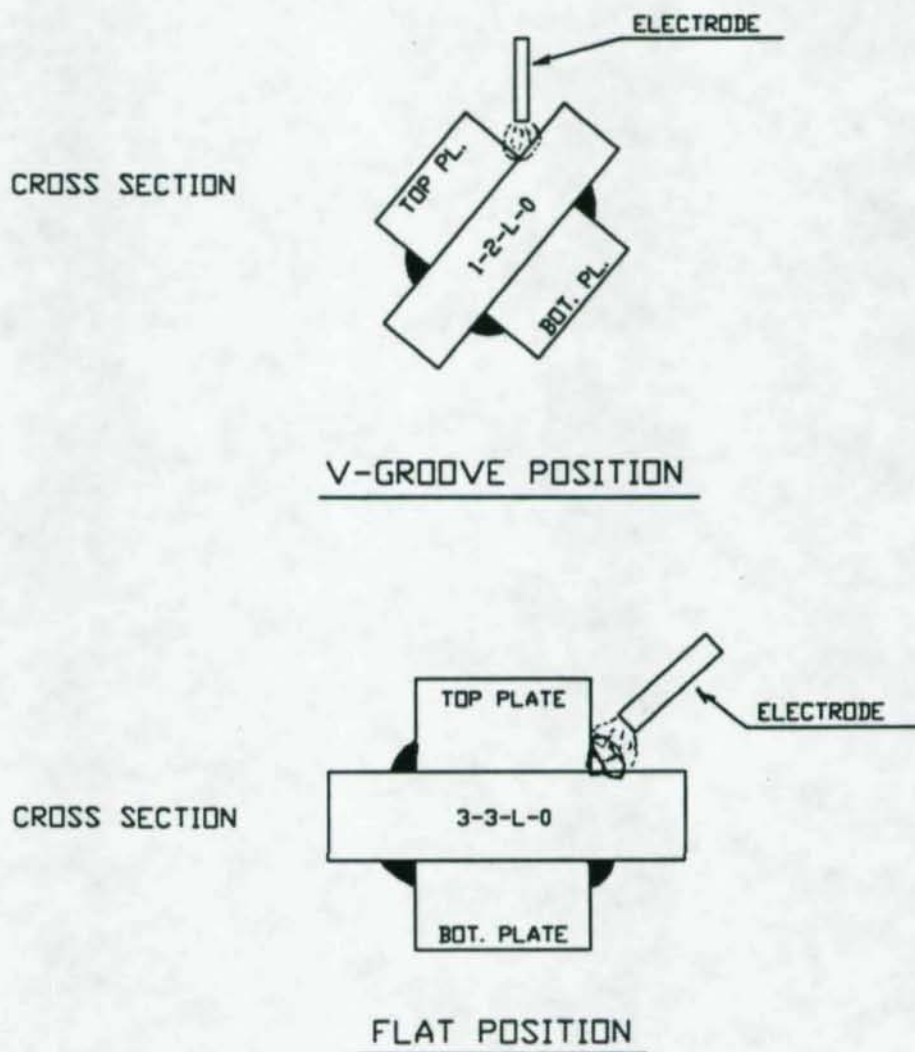 ELECTRODE
CROSS SECTION
TOP PL.
1-2-L-0
BOT. PL.
V-GROOVE POSITION
TOP PLATE
ELECTRODE
CROSS SECTION
3-3-L-0
BOT. PLATE
FLAT POSITION